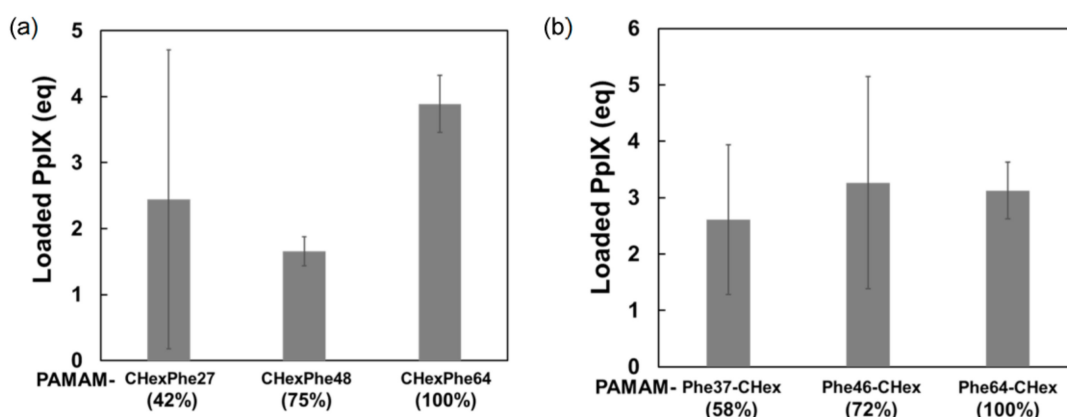 (a)
5
4
3
2
1
0
Loaded PpIX (eq)
PAMAM- CHexPhe27 CHexPhe48 CHexPhe64
(42%) (75%) (100%)
(b)
6
5
4
3
2
1
0
Loaded PpIX (eq)
PAMAM- Phe37-CHex Phe46-CHex Phe64-CHex
(58%) (72%) (100%)